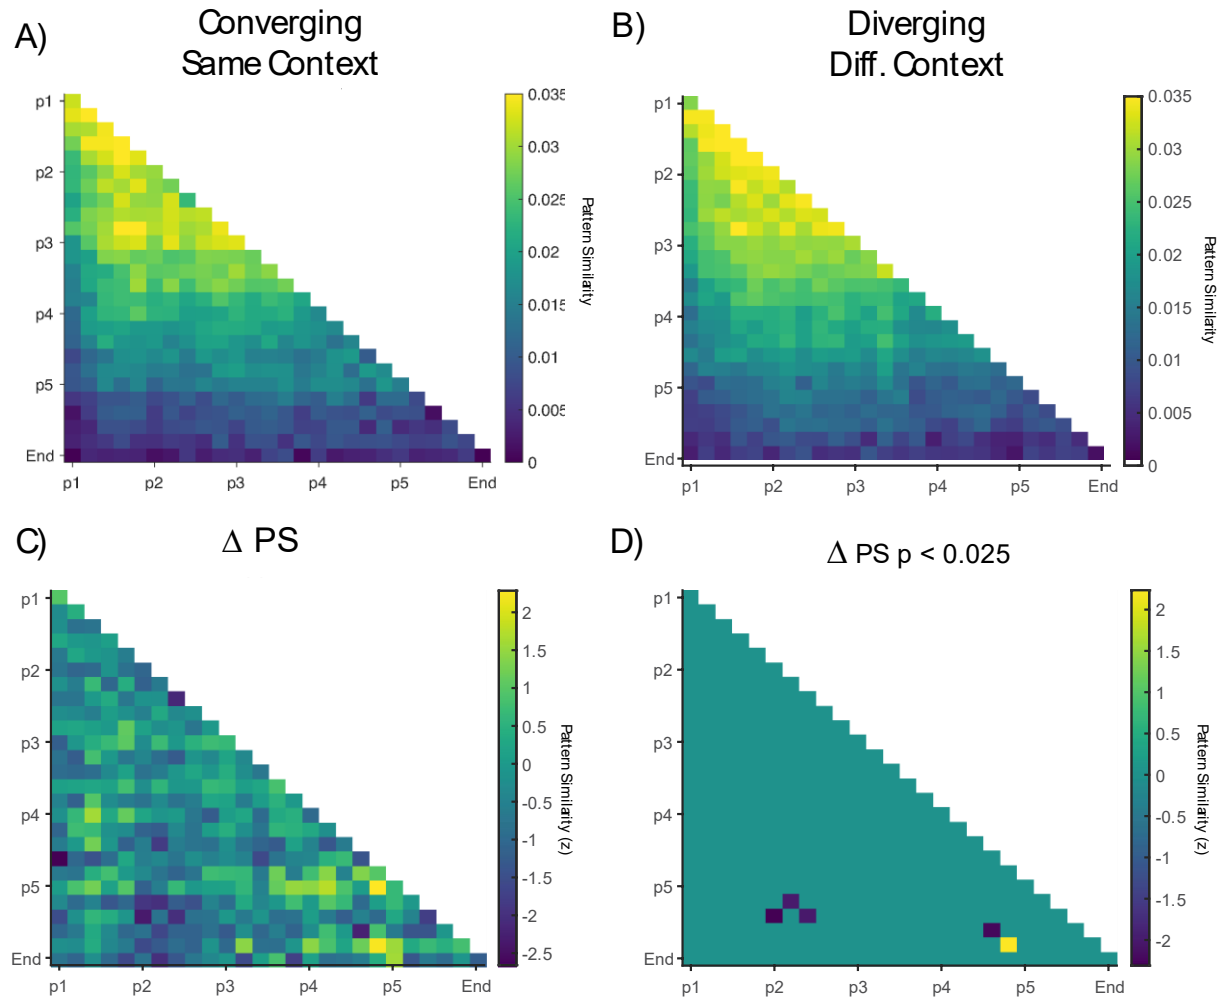 A)
Converging
Same Context
p1
p2
p3
p4
p5
End
p1
p2
p3
p4
p5
End
0.035
0.03
0.025
0.02
0.015
0.01
0.005
0
Pattern Similarity
B)
Diverging
Diff. Context
p1
p2
p3
p4
p5
End
p1
p2
p3
p4
p5
End
0.035
0.03
0.025
0.02
0.015
0.01
0.005
0
Pattern Similarity
C)
Δ PS
p1
p2
p3
p4
p5
End
p1
p2
p3
p4
p5
End
2
1.5
1
0.5
0
-0.5
-1
-1.5
-2
-2.5
Pattern Similarity (z)
D)
Δ PS p < 0.025
p1
p2
p3
p4
p5
End
p1
p2
p3
p4
p5
End
2
1.5
1
0.5
0
-0.5
-1
-1.5
-2
Pattern Similarity (z)